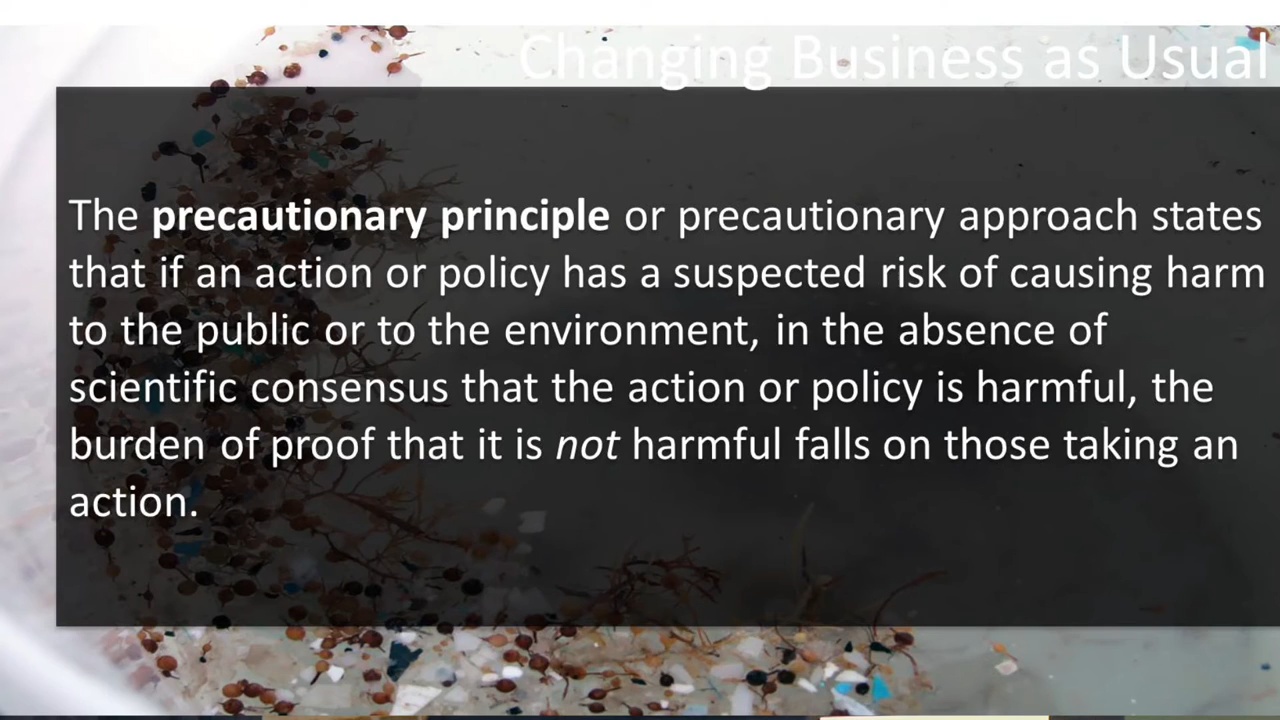 Changing Business as Usual
The precautionary principle or precautionary approach states
that if an action or policy has a suspected risk of causing harm
to the public or to the environment, in the absence of
scientific consensus that the action or policy is harmful, the
burden of proof that it is not harmful falls on those taking an
action.